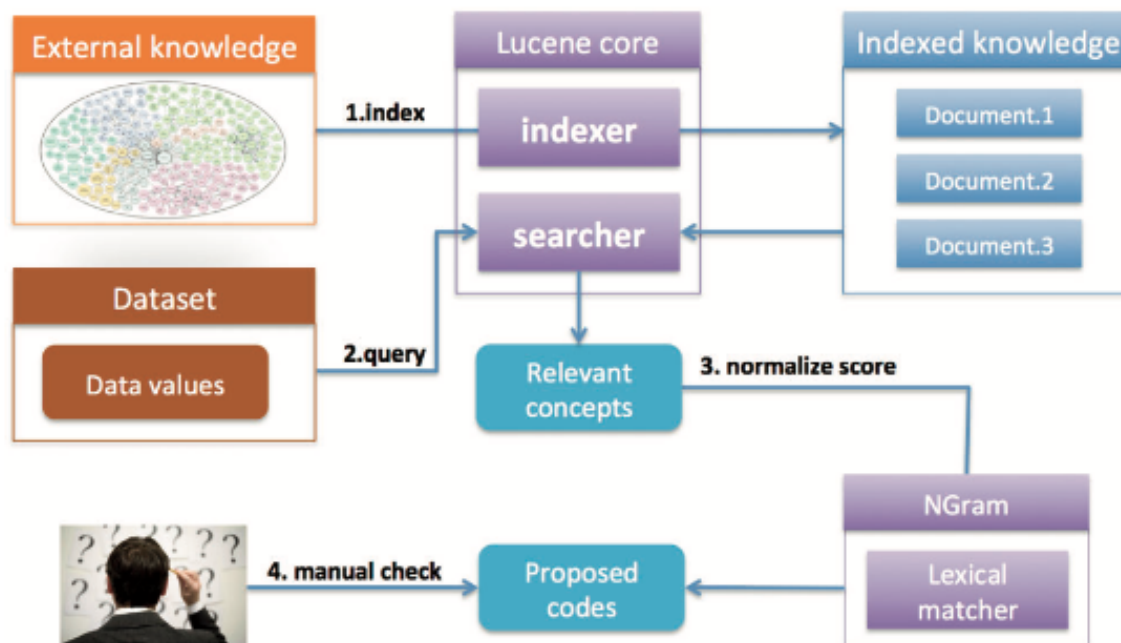 External knowledge
Lucene core
Indexed knowledge
1.index
indexer
Document.1
Document.2
searcher
Document.3
Dataset
2.query
Data values
Relevant
concepts
3. normalize score
NGram
4. manual check
Proposed
codes
Lexical
matcher
? ? ? ? ?